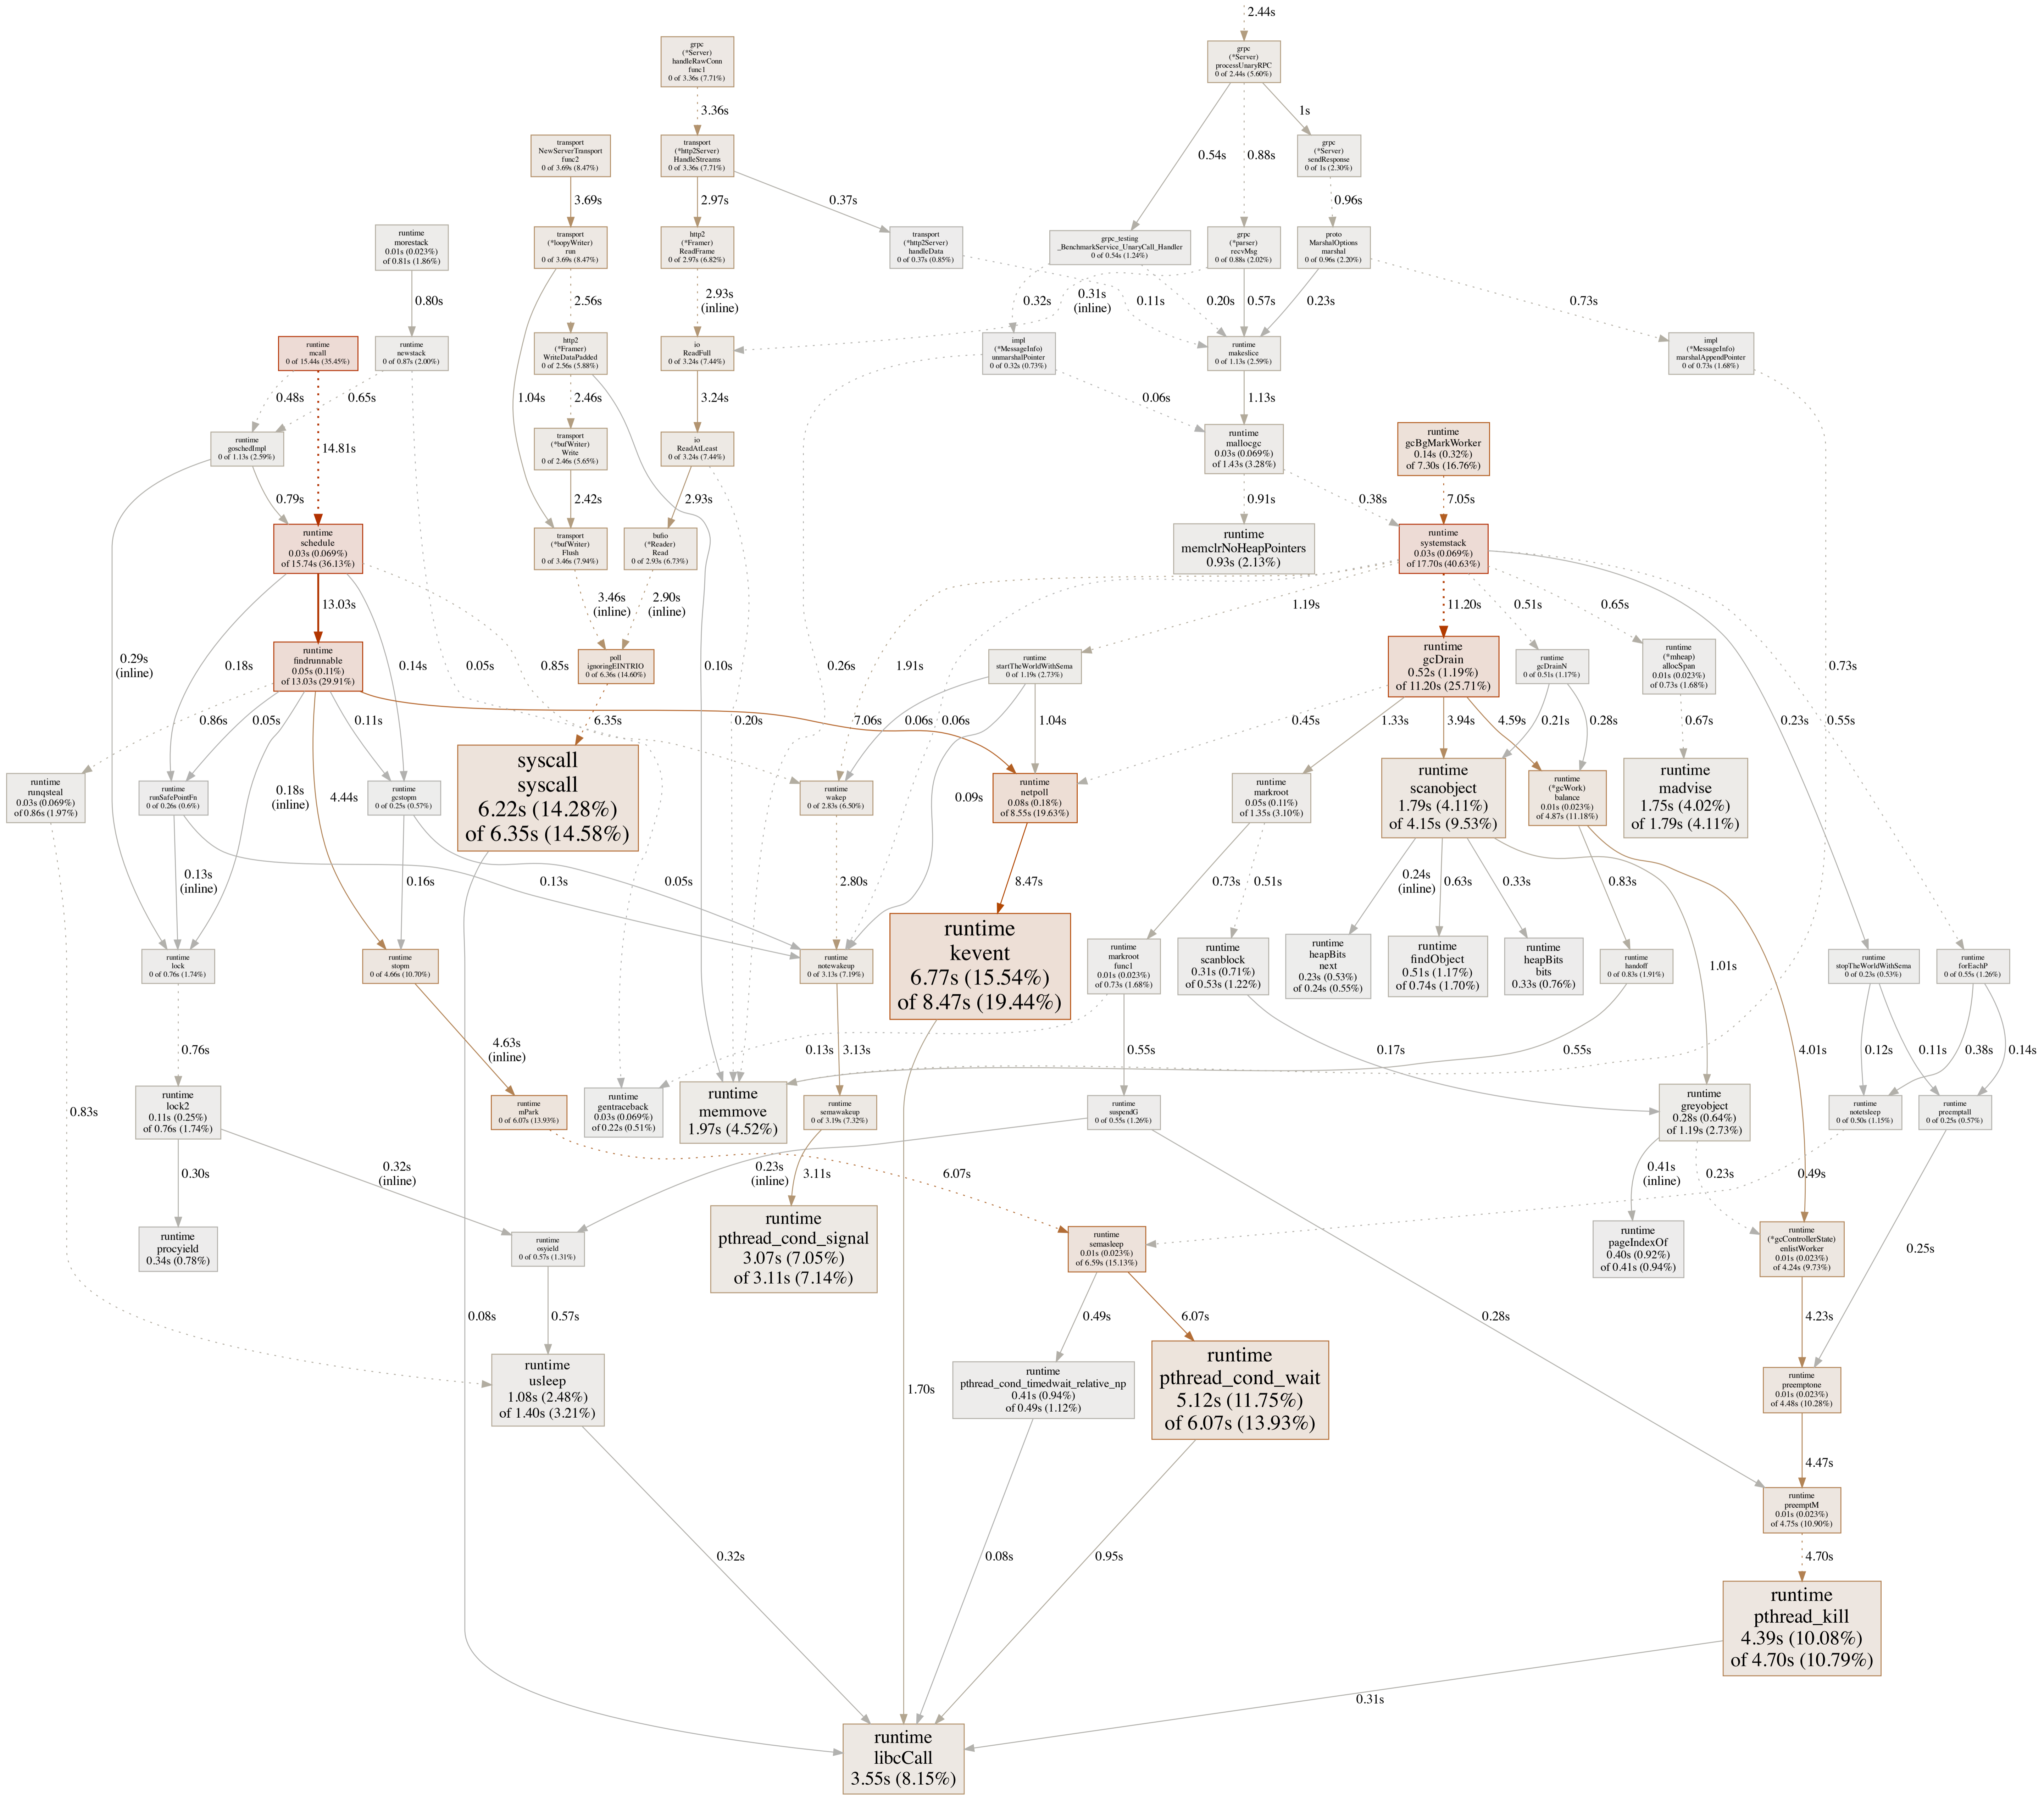 2.44s
grpc
(*Server)
handleRawConn
func1
0 of 3.36s (7.71%)
grpc
(*Server)
processUnaryRPC
0 of 2.44s (5.60%)
3.36s
1s
transport
NewServerTransport
func2
0 of 3.69s (8.47%)
transport
(*http2Server)
HandleStreams
0 of 3.36s (7.71%)
0.54s
0.88s
grpc
(*Server)
sendResponse
0 of 1s (2.30%)
3.69s
2.97s
0.37s
0.96s
runtime
morestack
0.01s (0.023%)
of 0.81s (1.86%)
transport
(*loopyWriter)
run
0 of 3.69s (8.47%)
http2
(*Framer)
ReadFrame
0 of 2.97s (6.82%)
transport
(*http2Server)
handleData
0 of 0.37s (0.85%)
grpc_testing
_BenchmarkService_UnaryCall_Handler
0 of 0.54s (1.24%)
grpc
(*parser)
recvMsg
0 of 0.88s (2.02%)
proto
MarshalOptions
marshal
0 of 0.96s (2.20%)
0.80s
2.56s
2.93s
(inline)
0.32s
0.31s
(inline)
0.11s
0.20s
0.57s
0.23s
0.73s
runtime
mcall
0 of 15.44s (35.45%)
runtime
newstack
0 of 0.87s (2.00%)
http2
(*Framer)
WriteDataPadded
0 of 2.56s (5.88%)
io
ReadFull
0 of 3.24s (7.44%)
impl
(*MessageInfo)
unmarshalPointer
0 of 0.32s (0.73%)
runtime
makeslice
0 of 1.13s (2.59%)
impl
(*MessageInfo)
marshalAppendPointer
0 of 0.73s (1.68%)
0.48s
0.65s
1.04s
2.46s
3.24s
0.06s
1.13s
runtime
goschedImpl
0 of 1.13s (2.59%)
14.81s
transport
(*bufWriter)
Write
0 of 2.46s (5.65%)
io
ReadAtLeast
0 of 3.24s (7.44%)
runtime
mallocgc
0.03s (0.069%)
of 1.43s (3.28%)
runtime
gcBgMarkWorker
0.14s (0.32%)
of 7.30s (16.76%)
0.79s
2.42s
2.93s
0.91s
0.38s
7.05s
runtime
schedule
0.03s (0.069%)
of 15.74s (36.13%)
transport
(*bufWriter)
Flush
0 of 3.46s (7.94%)
bufio
(*Reader)
Read
0 of 2.93s (6.73%)
runtime
memclrNoHeapPointers
0.93s (2.13%)
runtime
systemstack
0.03s (0.069%)
of 17.70s (40.63%)
13.03s
3.46s
(inline)
2.90s
(inline)
1.19s
11.20s
0.51s
0.65s
0.29s
(inline)
0.18s
runtime
findrunnable
0.05s (0.11%)
of 13.03s (29.91%)
0.14s
0.05s
0.85s
poll
ignoringEINTRIO
0 of 6.36s (14.60%)
0.26s
1.91s
runtime
startTheWorldWithSema
0 of 1.19s (2.73%)
runtime
gcDrain
0.52s (1.19%)
of 11.20s (25.71%)
runtime
gcDrainN
0 of 0.51s (1.17%)
runtime
(*mheap)
allocSpan
0.01s (0.023%)
of 0.73s (1.68%)
0.73s
0.86s
0.05s
0.11s
6.35s
0.10s
0.20s
7.06s
0.06s
0.06s
1.04s
0.45s
1.33s
3.94s
4.59s
0.21s
0.28s
0.67s
0.23s
0.55s
runtime
runqsteal
0.03s (0.069%)
of 0.86s (1.97%)
runtime
runSafePointFn
0 of 0.26s (0.6%)
0.18s
(inline)
4.44s
runtime
gcstopm
0 of 0.25s (0.57%)
syscall
syscall
6.22s (14.28%)
of 6.35s (14.58%)
runtime
wakep
0 of 2.83s (6.50%)
0.09s
runtime
netpoll
0.08s (0.18%)
of 8.55s (19.63%)
runtime
markroot
0.05s (0.11%)
of 1.35s (3.10%)
runtime
scanobject
1.79s (4.11%)
of 4.15s (9.53%)
runtime
(*gcWork)
balance
0.01s (0.023%)
of 4.87s (11.18%)
runtime
madvise
1.75s (4.02%)
of 1.79s (4.11%)
0.13s
(inline)
0.16s
0.13s
0.05s
2.80s
8.47s
0.73s
0.51s
0.24s
(inline)
0.63s
0.33s
0.83s
runtime
lock
0 of 0.76s (1.74%)
runtime
stopm
0 of 4.66s (10.70%)
runtime
notewakeup
0 of 3.13s (7.19%)
runtime
kevent
6.77s (15.54%)
of 8.47s (19.44%)
runtime
markroot
func1
0.01s (0.023%)
of 0.73s (1.68%)
runtime
scanblock
0.31s (0.71%)
of 0.53s (1.22%)
runtime
heapBits
next
0.23s (0.53%)
of 0.24s (0.55%)
runtime
findObject
0.51s (1.17%)
of 0.74s (1.70%)
runtime
heapBits
bits
0.33s (0.76%)
runtime
handoff
0 of 0.83s (1.91%)
1.01s
runtime
stopTheWorldWithSema
0 of 0.23s (0.53%)
runtime
forEachP
0 of 0.55s (1.26%)
0.76s
4.63s
(inline)
3.13s
0.13s
0.55s
0.17s
0.55s
4.01s
0.12s
0.11s
0.38s
0.14s
0.83s
runtime
lock2
0.11s (0.25%)
of 0.76s (1.74%)
runtime
mPark
0 of 6.07s (13.93%)
runtime
gentraceback
0.03s (0.069%)
of 0.22s (0.51%)
runtime
memmove
1.97s (4.52%)
runtime
semawakeup
0 of 3.19s (7.32%)
runtime
suspendG
0 of 0.55s (1.26%)
runtime
greyobject
0.28s (0.64%)
of 1.19s (2.73%)
runtime
notetsleep
0 of 0.50s (1.15%)
runtime
preemptall
0 of 0.25s (0.57%)
0.30s
0.32s
(inline)
0.23s
(inline)
3.11s
6.07s
0.41s
(inline)
0.23s
0.49s
runtime
procyield
0.34s (0.78%)
runtime
osyield
0 of 0.57s (1.31%)
runtime
pthread_cond_signal
3.07s (7.05%)
of 3.11s (7.14%)
runtime
semasleep
0.01s (0.023%)
of 6.59s (15.13%)
runtime
pageIndexOf
0.40s (0.92%)
of 0.41s (0.94%)
runtime
(*gcControllerState)
enlistWorker
0.01s (0.023%)
of 4.24s (9.73%)
0.25s
0.08s
0.57s
0.49s
6.07s
0.28s
4.23s
runtime
usleep
1.08s (2.48%)
of 1.40s (3.21%)
1.70s
runtime
pthread_cond_timedwait_relative_np
0.41s (0.94%)
of 0.49s (1.12%)
runtime
pthread_cond_wait
5.12s (11.75%)
of 6.07s (13.93%)
runtime
preemptone
0.01s (0.023%)
of 4.48s (10.28%)
4.47s
runtime
preemptM
0.01s (0.023%)
of 4.75s (10.90%)
0.32s
0.08s
0.95s
4.70s
runtime
pthread_kill
4.39s (10.08%)
of 4.70s (10.79%)
0.31s
runtime
libcCall
3.55s (8.15%)